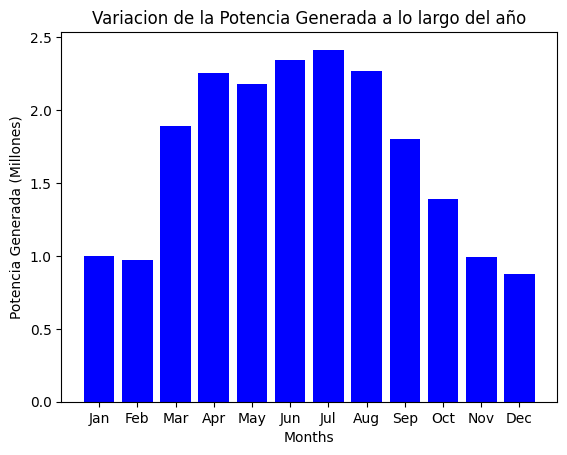 Variacion de la Potencia Generada a lo largo del año
Potencia Generada (Millones)
2.5
2.0
1.5
1.0
0.5
0.0
Jan Feb Mar Apr May Jun Jul Aug Sep Oct Nov Dec
Months